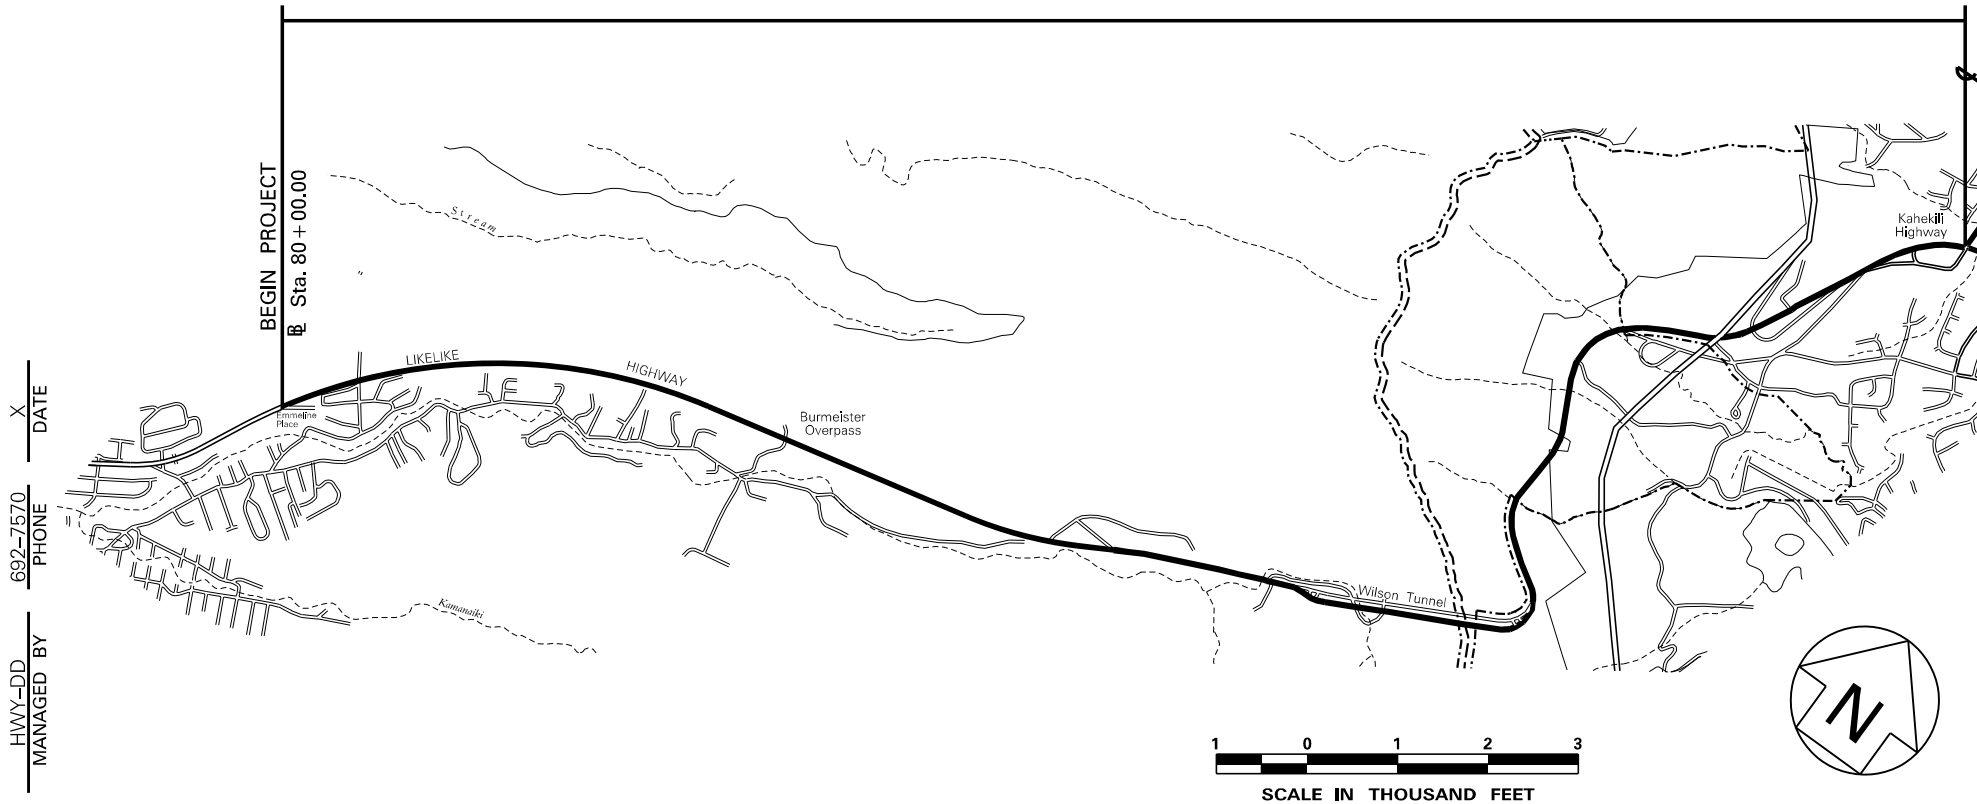 BEGIN PROJECT
BL Sta. 80+00.00
Stream
LIKELIKE HIGHWAY
Emmeline
Place
Burmeister
Overpass
Kamanaiki
Wilson Tunnel
Kahekili
Highway
X
DATE
692-7570
PHONE
HWY-DD
MANAGED BY
1 0 1 2 3
SCALE IN THOUSAND FEET
N